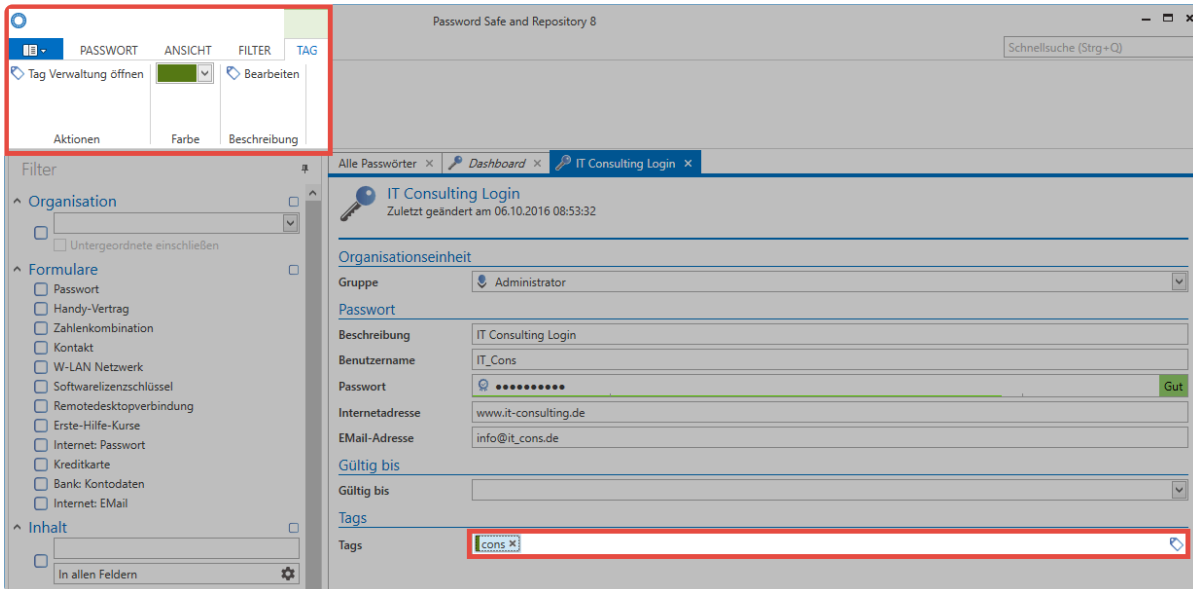 Password Safe and Repository 8
PASSWORT ANSICHT FILTER TAG
Schnellsuche (Strg+Q)
Tag Verwaltung öffnen
Bearbeiten
Aktionen Farbe Beschreibung
Filter
Organisation
Untergeordnete einschließen
Formulare
Passwort
Handy-Vertrag
Zahlenkombination
Kontakt
W-LAN Netzwerk
Softwarelizenzschlüssel
Remotedesktopverbindung
Erste-Hilfe-Kurse
Internet: Passwort
Kreditkarte
Bank: Kontodaten
Internet: EMail
Inhalt
In allen Feldern
Alle Passwörter Dashboard IT Consulting Login
IT Consulting Login
Zuletzt geändert am 06.10.2016 08:53:32
Organisationseinheit
Gruppe Administrator
Passwort
Beschreibung IT Consulting Login
Benutzername IT_Cons
Passwort ●●●●●●●●●● Gut
Internetadresse www.it-consulting.de
EMail-Adresse info@it_cons.de
Gültig bis
Gültig bis
Tags
Tags cons